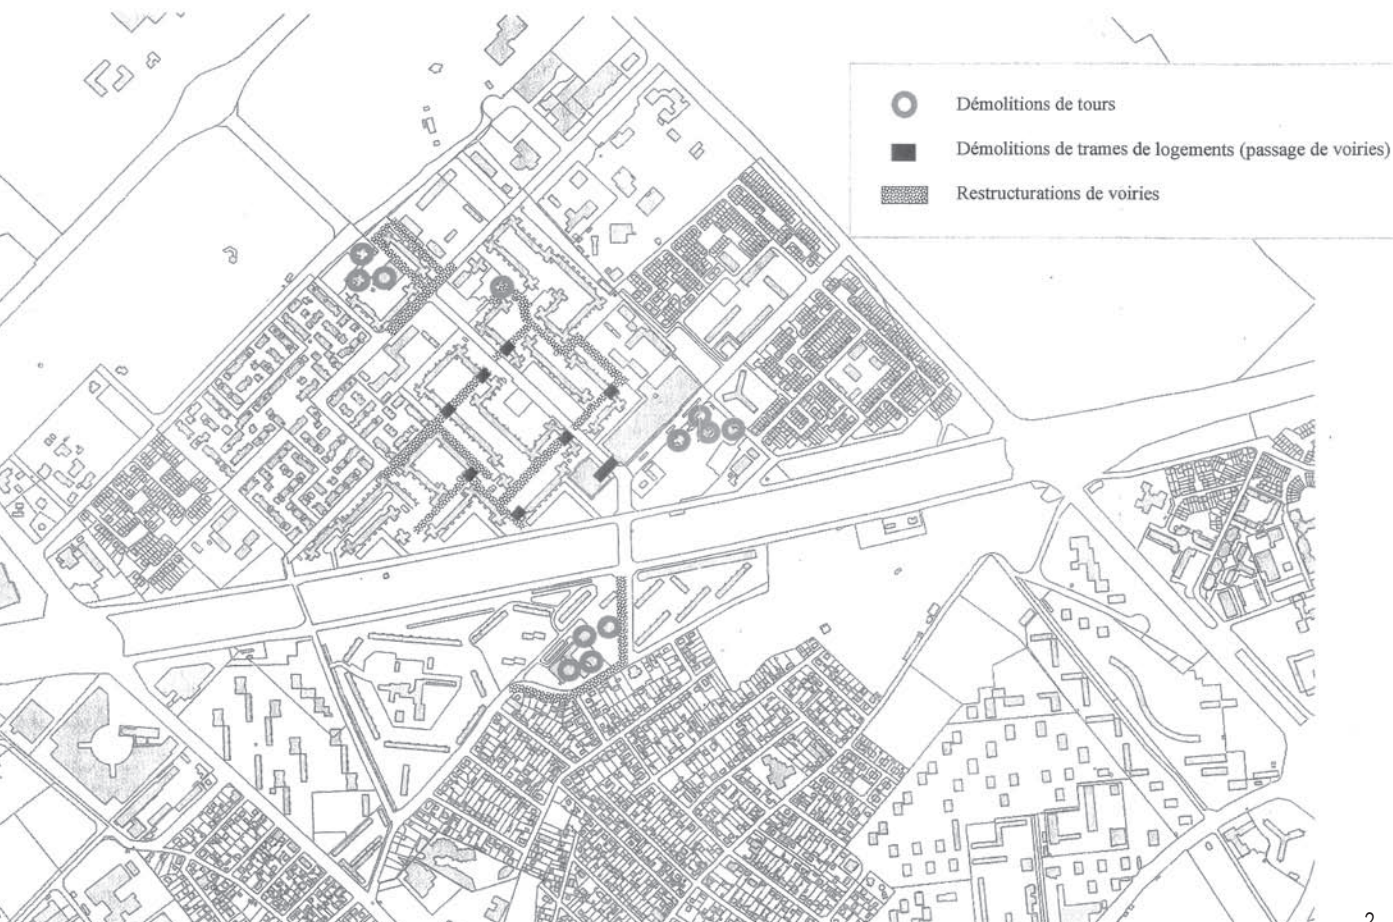 Démolitions de tours
Démolitions de trames de logements (passage de voiries)
Restructurations de voiries
2